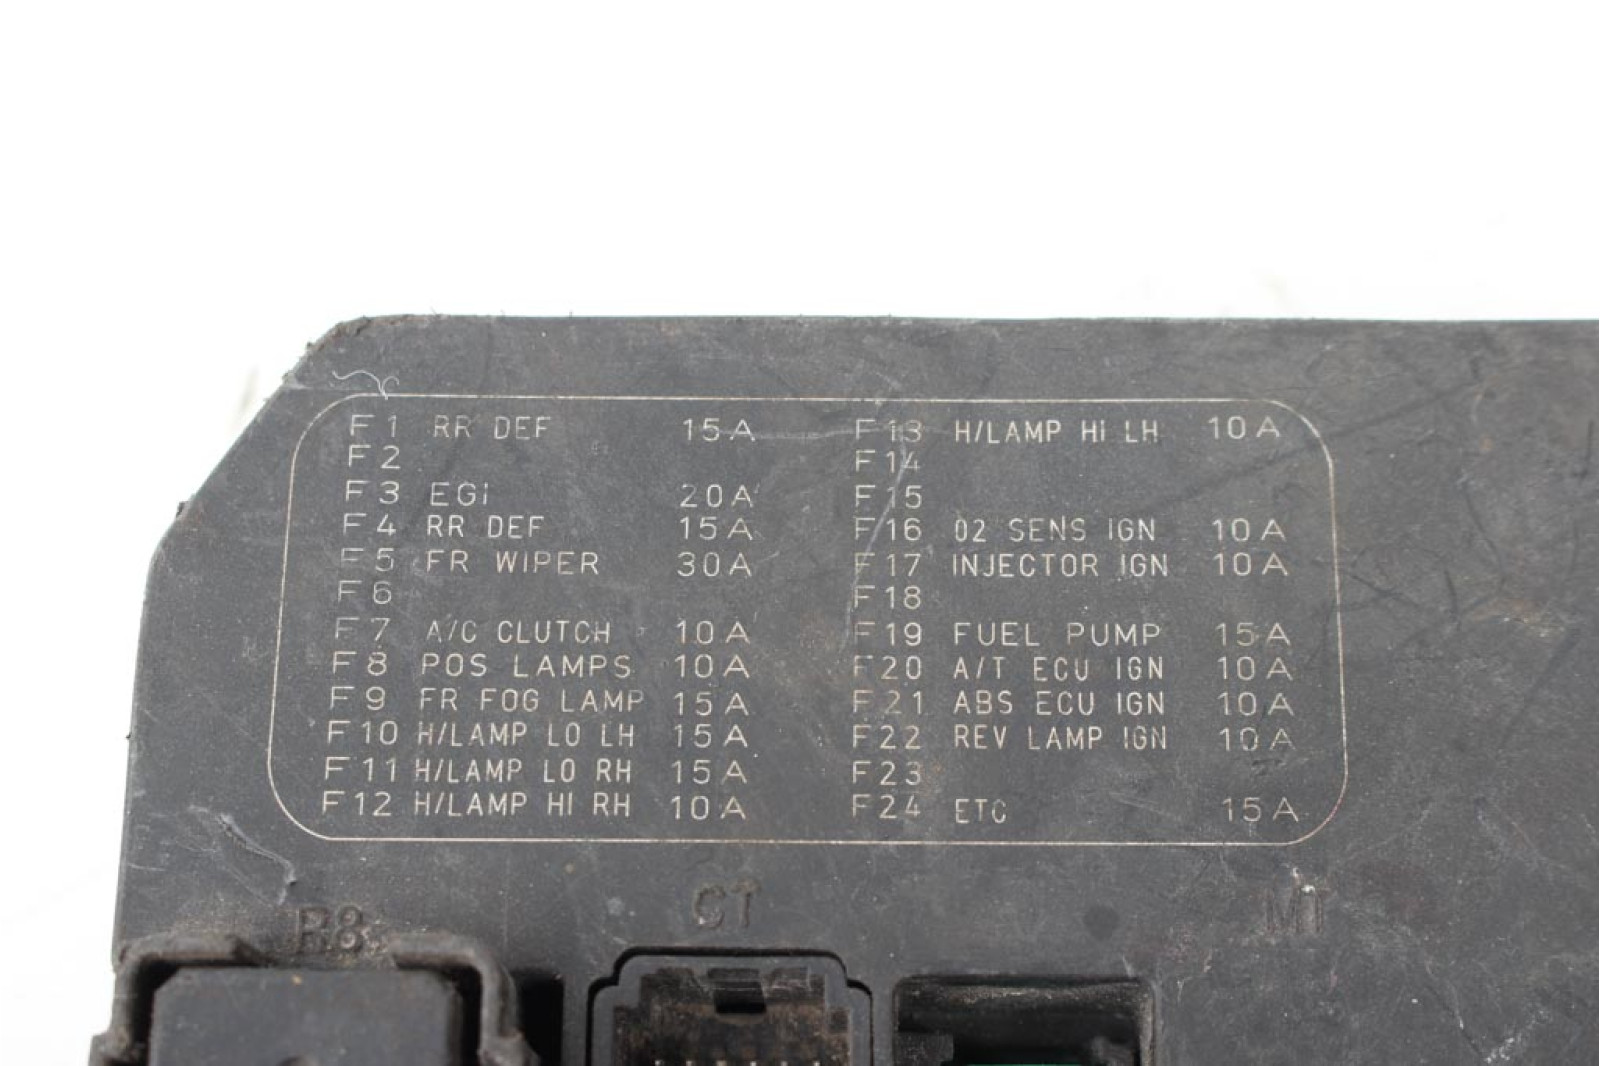 F1 RR DEF 15A
F2
F3 EGI 20A
F4 RR DEF 15A
F5 FR WIPER 30A
F6
F7 A/C CLUTCH 10A
F8 POS LAMPS 10A
F9 FR FOG LAMP 15A
F10 H/LAMP LO LH 15A
F11 H/LAMP LO RH 15A
F12 H/LAMP HI RH 10A
F13 H/LAMP Hi LH 10A
F14
F15
F16 O2 SENS IGN 10A
F17 INJECTOR IGN 10A
F18
F19 FUEL PUMP 15A
F20 A/T ECU IGN 10A
F21 ABS ECU IGN 10A
F22 REV LAMP IGN 10A
F23
F24 ETC 15A
R8 CT MT